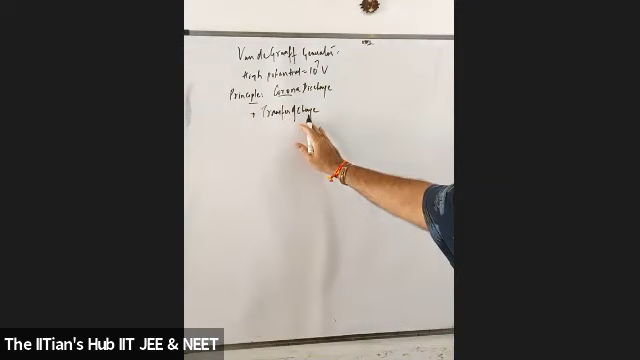 Van de Graaff Generator.
High potential ~ 10⁷ V
Principle: Corona Discharge
, Transfer of Charge
The IITian's Hub IIT JEE & NEET